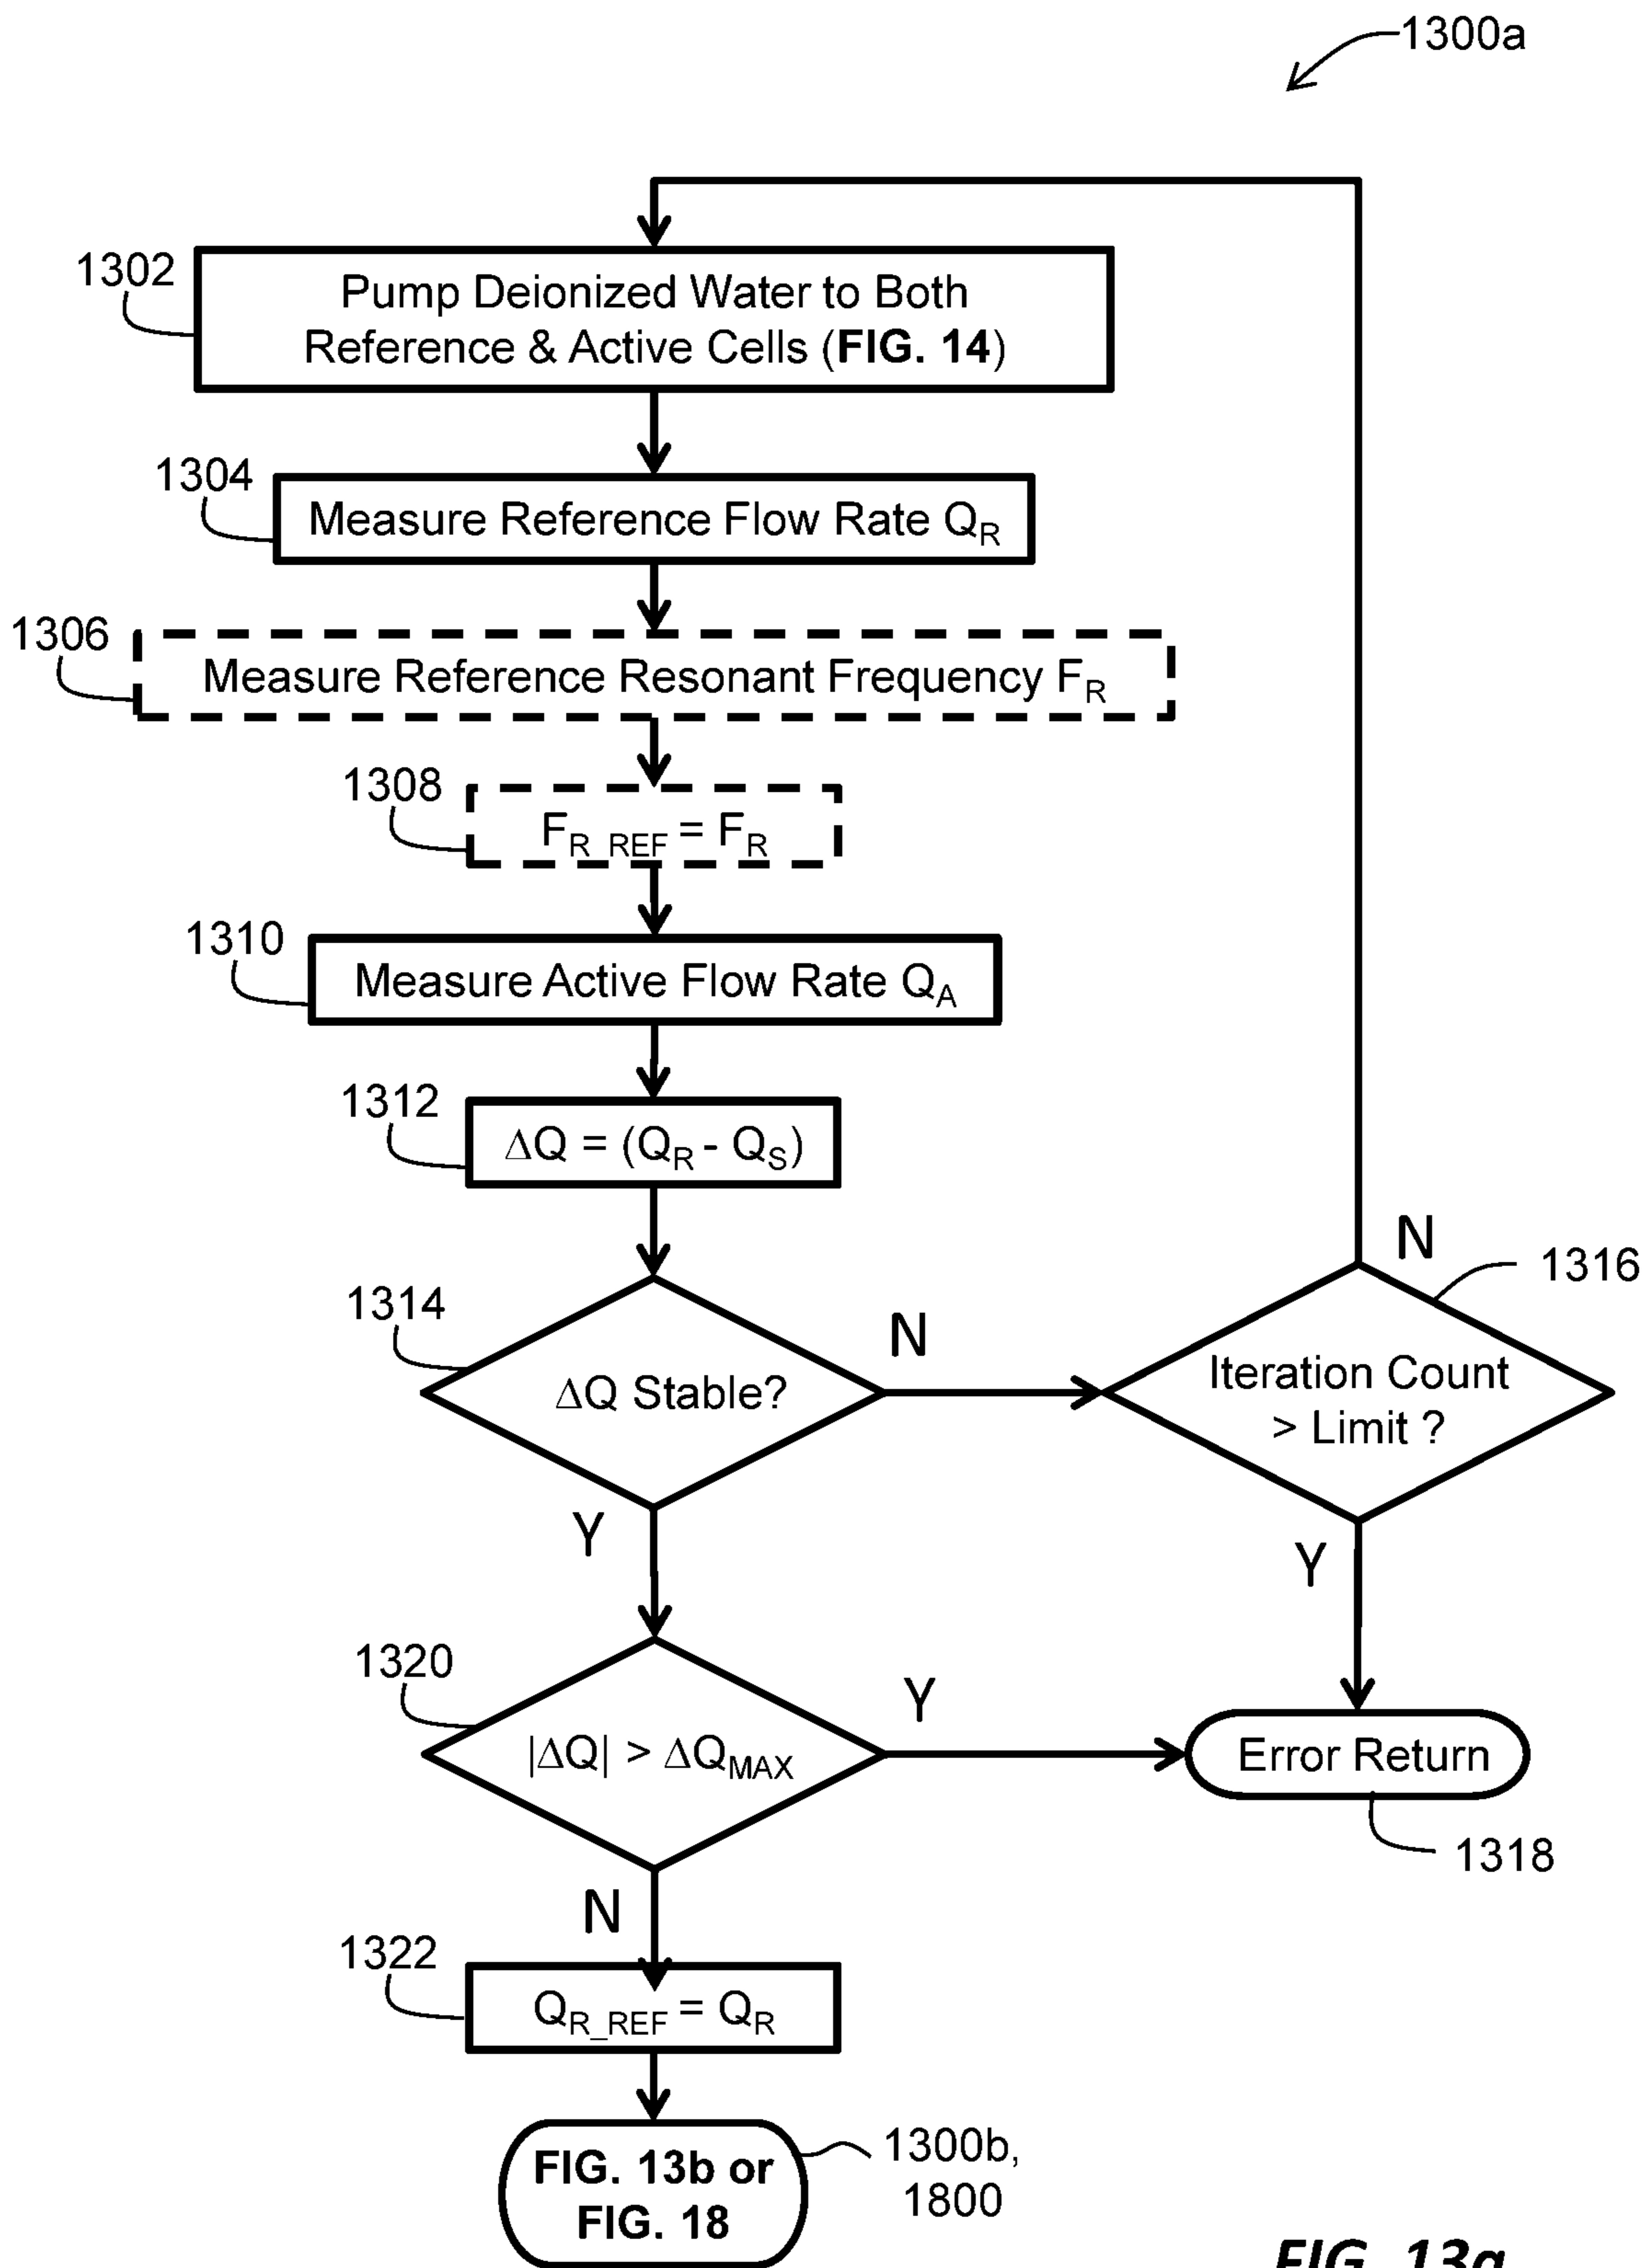 1300a
1302
Pump Deionized Water to Both
Reference & Active Cells (FIG. 14)
1304
Measure Reference Flow Rate QR
1306
Measure Reference Resonant Frequency FR
1308
FR_REF = FR
1310
Measure Active Flow Rate QA
1312
ΔQ = (QR - QS)
N
1316
1314
N
ΔQ Stable?
Iteration Count
> Limit ?
Y
Y
1320
Y
|ΔQ| > ΔQMAX
Error Return
1318
N
1322
QR_REF = QR
FIG. 13b or
FIG. 18
1300b,
1800
FIG. 13a